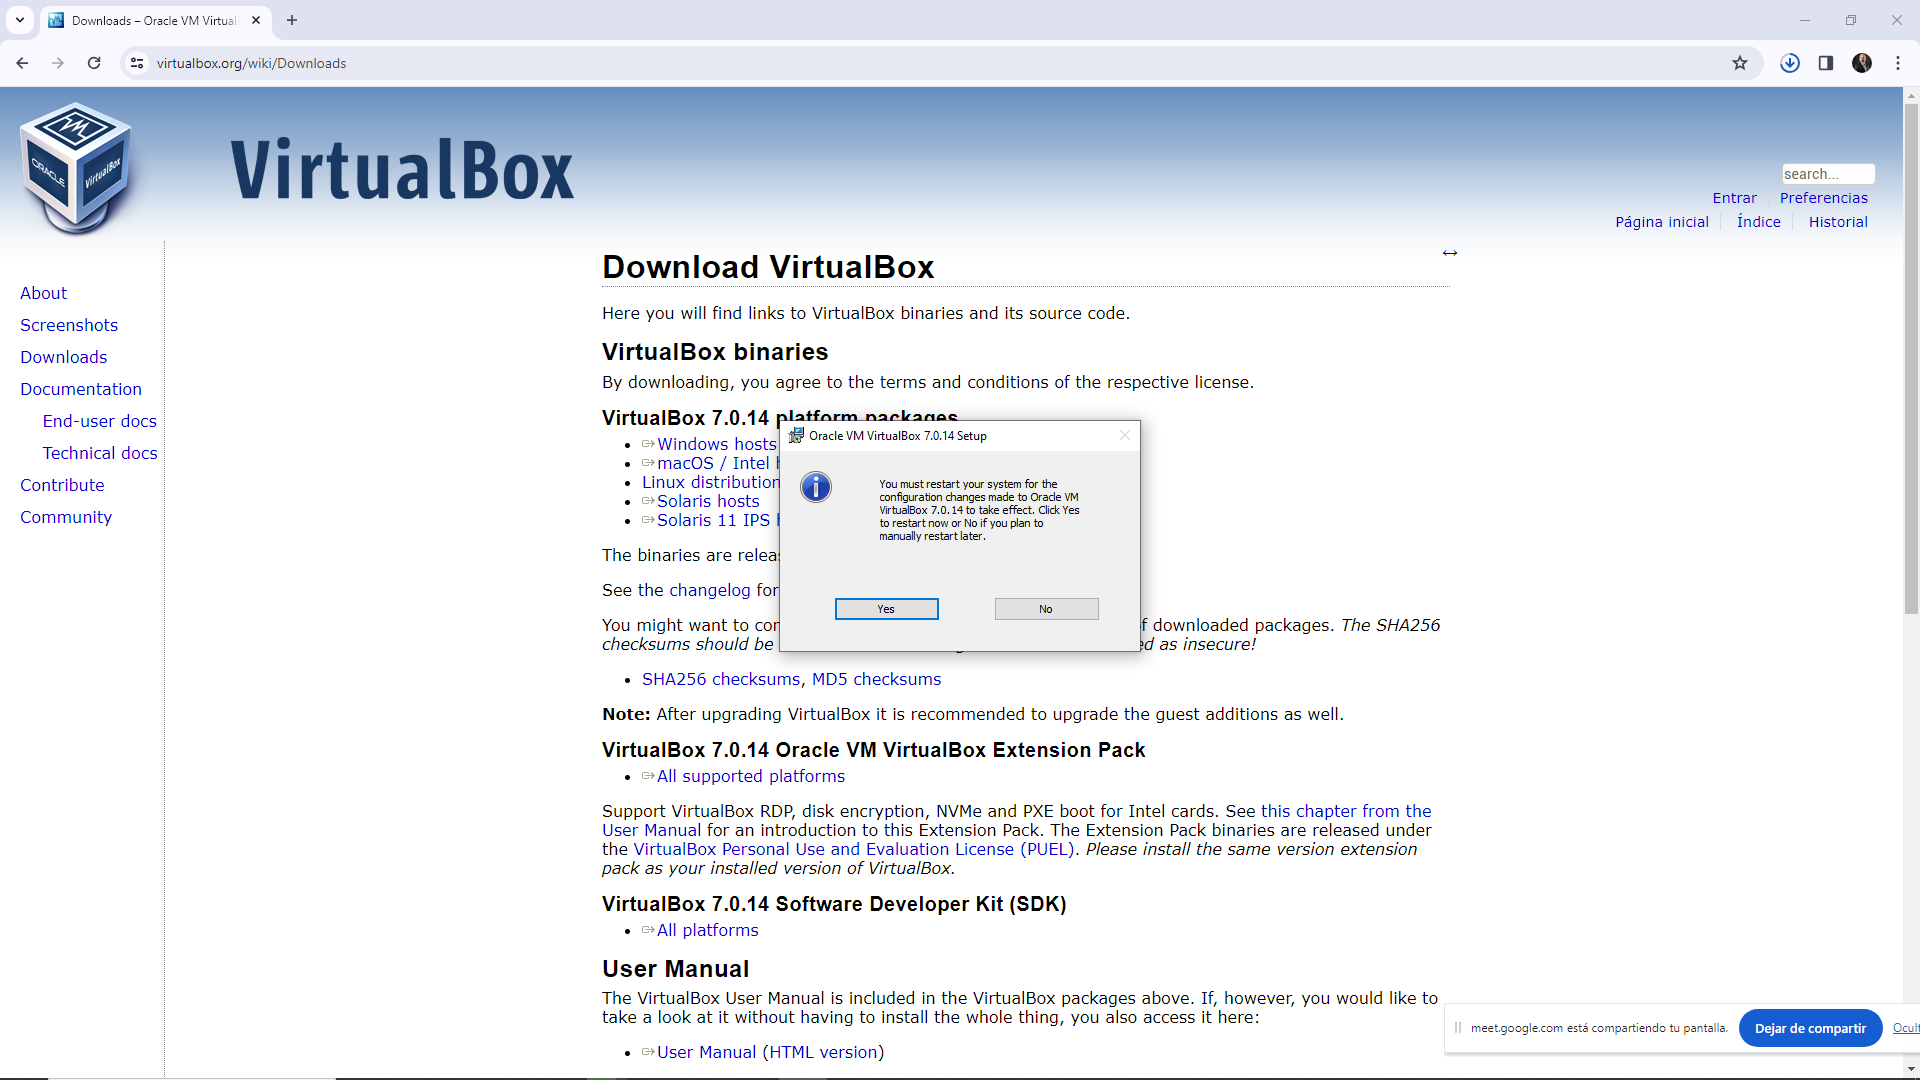 Downloads – Oracle VM Virtual
virtualbox.org/wiki/Downloads
ORACLE
VirtualBox
VirtualBox
search...
Entrar Preferencias
Página inicial Índice Historial
About
Screenshots
Downloads
Documentation
End-user docs
Technical docs
Contribute
Community
Download VirtualBox
Here you will find links to VirtualBox binaries and its source code.
VirtualBox binaries
By downloading, you agree to the terms and conditions of the respective license.
VirtualBox 7.0.14 platform packages
Windows hosts
macOS / Intel
Linux distribution
Solaris hosts
Solaris 11 IPS
The binaries are relea
See the changelog for
You might want to co f downloaded packages. The SHA256
checksums should be ed as insecure!
Oracle VM VirtualBox 7.0.14 Setup
You must restart your system for the
configuration changes made to Oracle VM
VirtualBox 7.0.14 to take effect. Click Yes
to restart now or No if you plan to
manually restart later.
Yes No
SHA256 checksums, MD5 checksums
Note: After upgrading VirtualBox it is recommended to upgrade the guest additions as well.
VirtualBox 7.0.14 Oracle VM VirtualBox Extension Pack
All supported platforms
Support VirtualBox RDP, disk encryption, NVMe and PXE boot for Intel cards. See this chapter from the
User Manual for an introduction to this Extension Pack. The Extension Pack binaries are released under
the VirtualBox Personal Use and Evaluation License (PUEL). Please install the same version extension
pack as your installed version of VirtualBox.
VirtualBox 7.0.14 Software Developer Kit (SDK)
All platforms
User Manual
The VirtualBox User Manual is included in the VirtualBox packages above. If, however, you would like to
take a look at it without having to install the whole thing, you also access it here:
User Manual (HTML version)
meet.google.com está compartiendo tu pantalla. Dejar de compartir Ocult